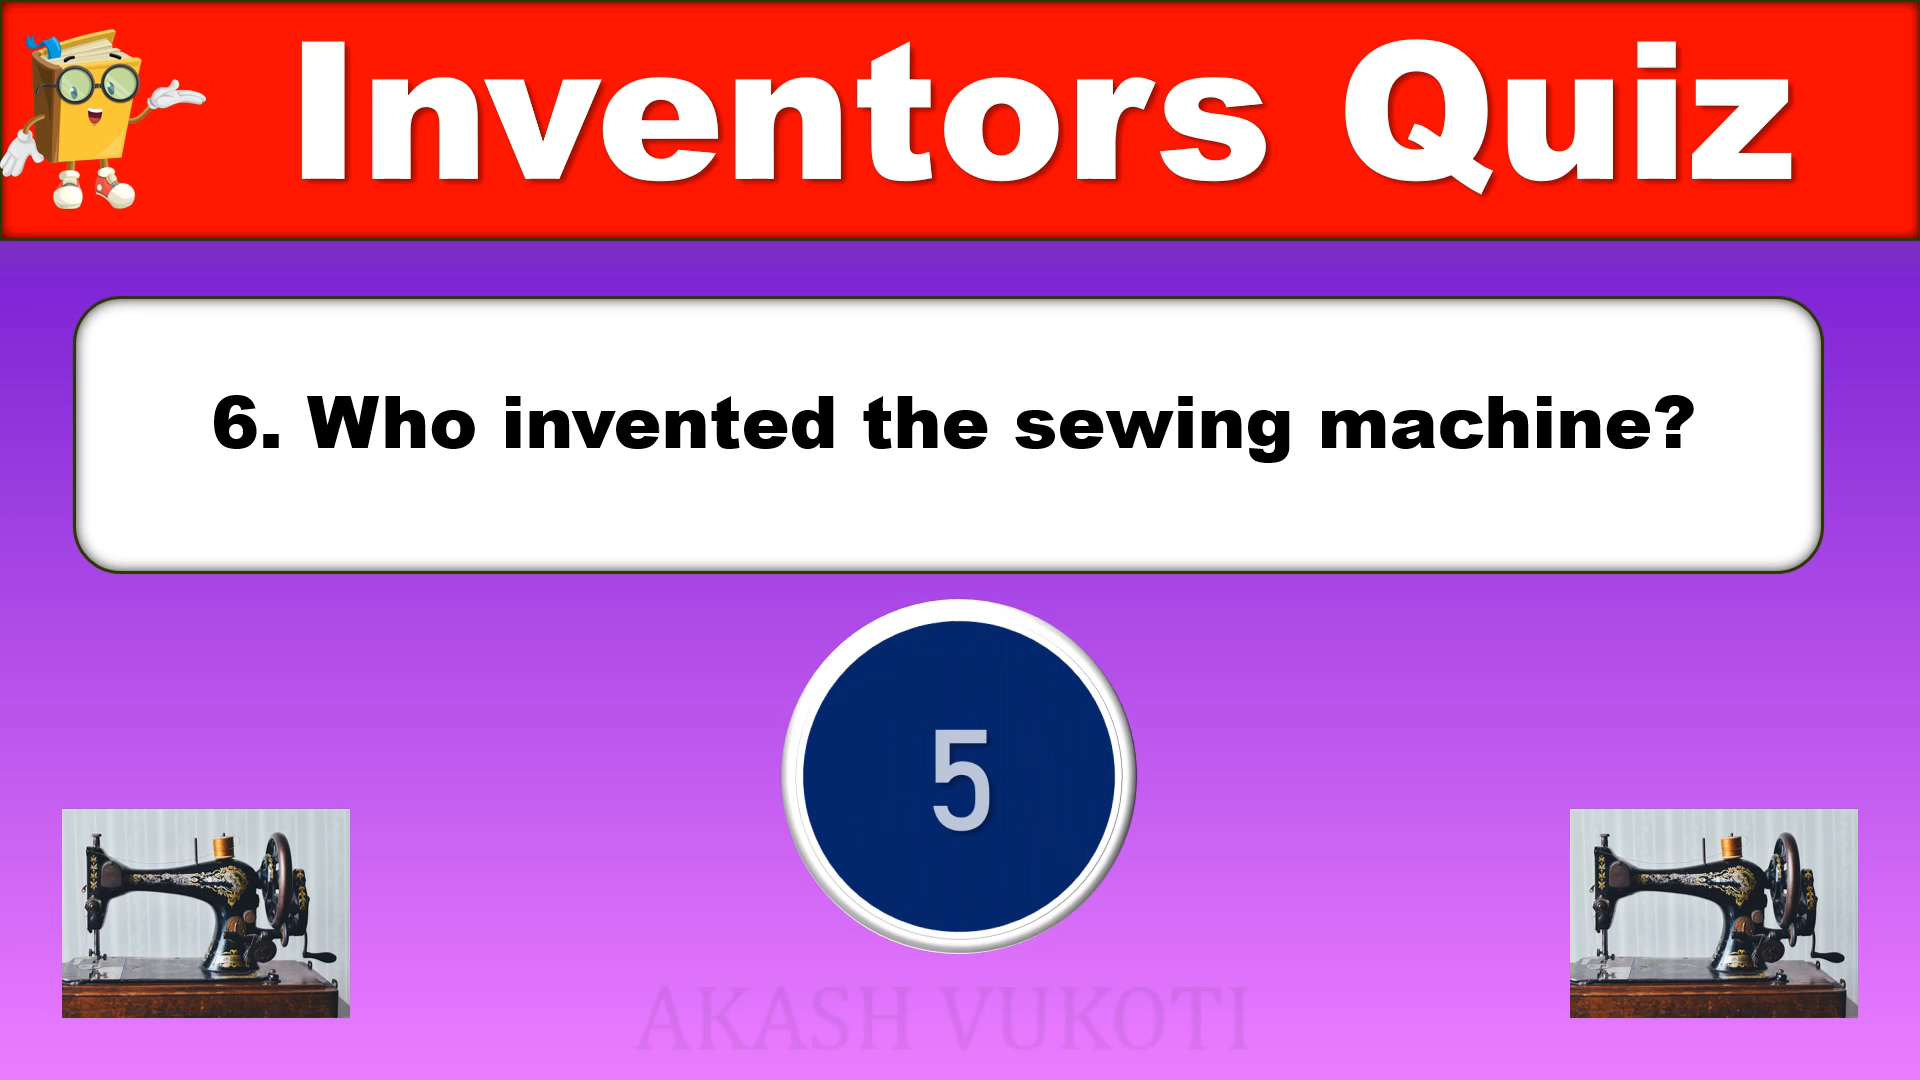 Inventors Quiz
6. Who invented the sewing machine?
5
AKASH VUKOTI